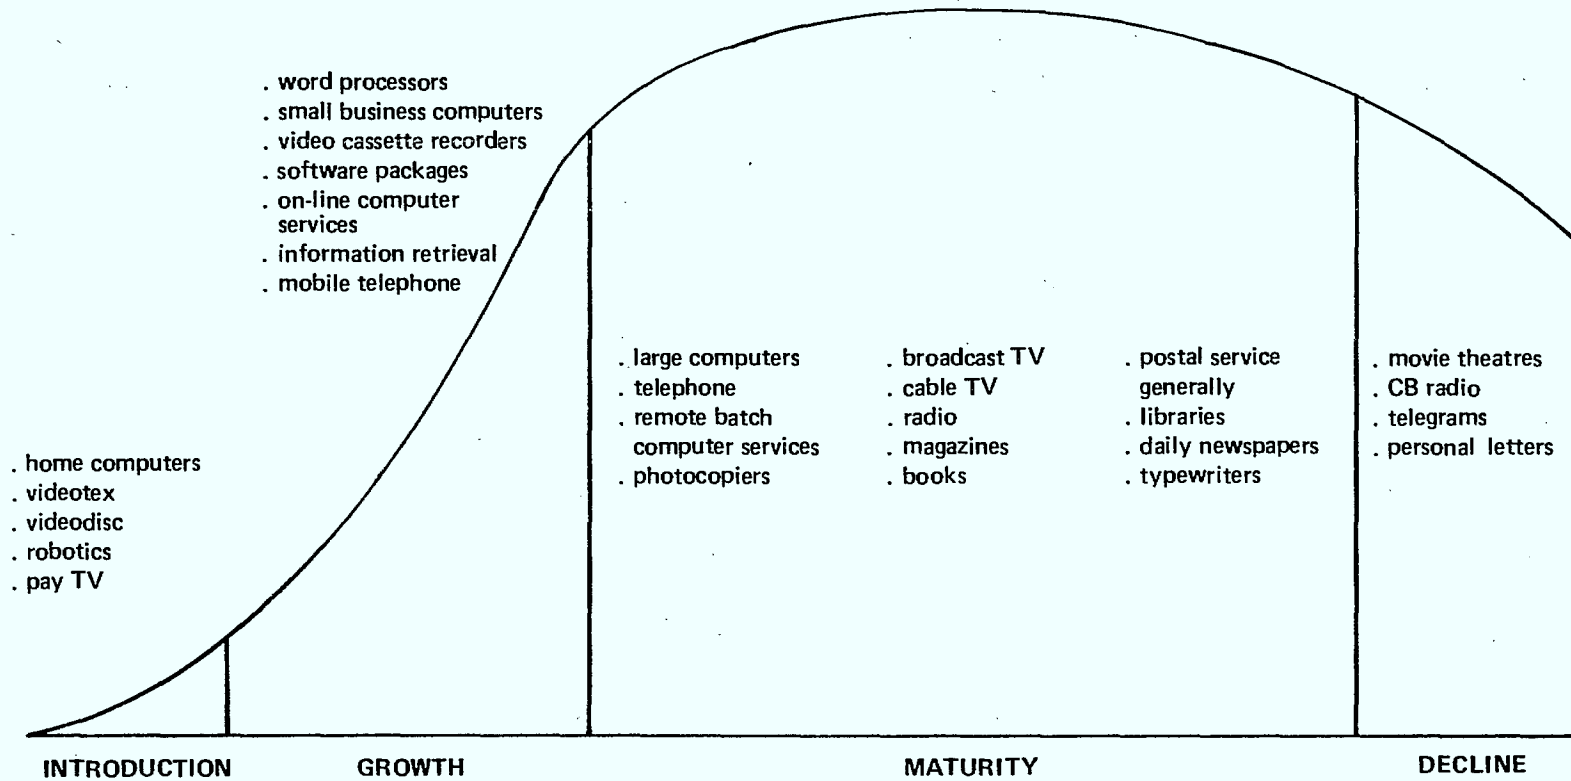 . word processors
. small business computers
. video cassette recorders
. software packages
. on-line computer
services
. information retrieval
. mobile telephone
. home computers
. videotex
. videodisc
. robotics
. pay TV
. large computers
. telephone
. remote batch
computer services
. photocopiers
. broadcast TV
. cable TV
. radio
. magazines
. books
. postal service
generally
. libraries
. daily newspapers
. typewriters
. movie theatres
. CB radio
. telegrams
. personal letters
INTRODUCTION
GROWTH
MATURITY
DECLINE